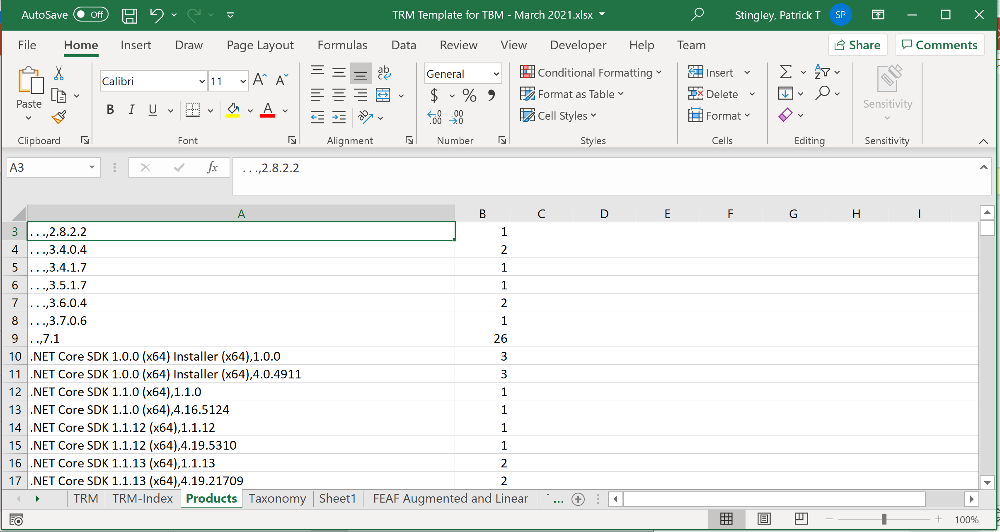 AutoSave Off TRM Template for TBM - March 2021.xlsx Stingley, Patrick T SP
File Home Insert Draw Page Layout Formulas Data Review View Developer Help Team Share Comments
Paste
Clipboard
Calibri 11
B I U A
Font
ab
Alignment
General
$ % 9
Number
Conditional Formatting
Format as Table
Cell Styles
Styles
Insert
Delete
Format
Cells
Editing
Sensitivity
Sensitivity
A3 fx . . .,2.8.2.2
A B C D E F G H I
3 . . .,2.8.2.2 1
4 . . .,3.4.0.4 2
5 . . .,3.4.1.7 1
6 . . .,3.5.1.7 1
7 . . .,3.6.0.4 2
8 . . .,3.7.0.6 1
9 . .,7.1 26
10 .NET Core SDK 1.0.0 (x64) Installer (x64),1.0.0 3
11 .NET Core SDK 1.0.0 (x64) Installer (x64),4.0.4911 3
12 .NET Core SDK 1.1.0 (x64),1.1.0 1
13 .NET Core SDK 1.1.0 (x64),4.16.5124 1
14 .NET Core SDK 1.1.12 (x64),1.1.12 1
15 .NET Core SDK 1.1.12 (x64),4.19.5310 1
16 .NET Core SDK 1.1.13 (x64),1.1.13 2
17 .NET Core SDK 1.1.13 (x64),4.19.21709 2
TRM TRM-Index Products Taxonomy Sheet1 FEAF Augmented and Linear ...
100%